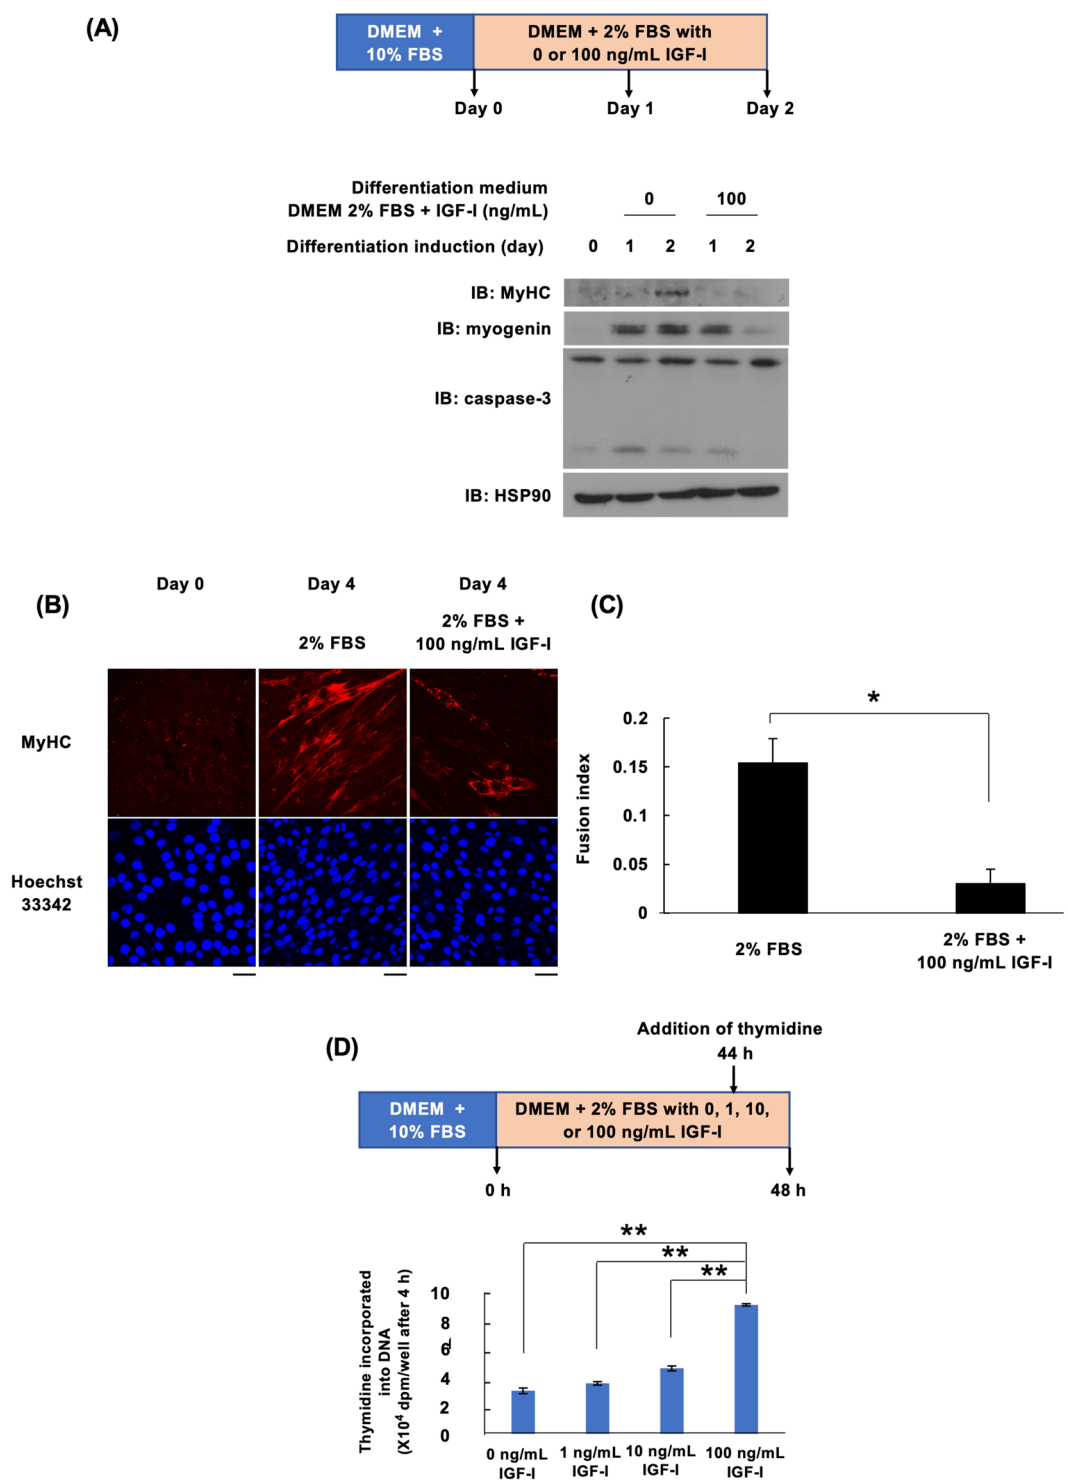 (A)
DMEM +
10% FBS
DMEM + 2% FBS with
0 or 100 ng/mL IGF-I
Day 0
Day 1
Day 2
Differentiation medium
DMEM 2% FBS + IGF-I (ng/mL)
0
100
Differentiation induction (day)
0
1
2
1
2
IB: MyHC
IB: myogenin
IB: caspase-3
IB: HSP90
(B)
Day 0
Day 4
Day 4
2% FBS
2% FBS +
100 ng/mL IGF-I
MyHC
Hoechst
33342
(C)
*
Fusion index
0.2
0.15
0.1
0.05
0
2% FBS
2% FBS +
100 ng/mL IGF-I
(D)
Addition of thymidine
44 h
DMEM +
10% FBS
DMEM + 2% FBS with 0, 1, 10,
or 100 ng/mL IGF-I
0 h
48 h
**
**
**
Thymidine incorporated
into DNA
(X10⁴ dpm/well after 4 h)
10
8
6
4
2
0
0 ng/mL
IGF-I
1 ng/mL
IGF-I
10 ng/mL
IGF-I
100 ng/mL
IGF-I